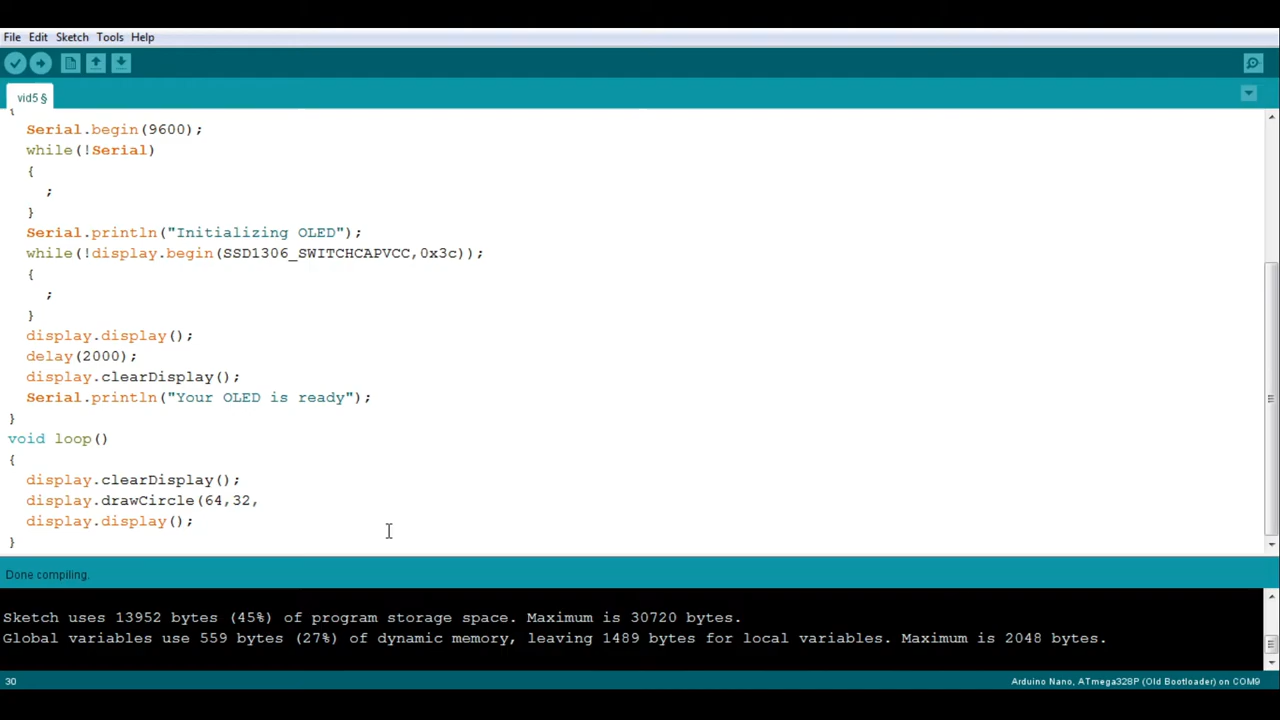 File Edit Sketch Tools Help
vid5 §
{
Serial.begin(9600);
while(!Serial)
{
;
}
Serial.println("Initializing OLED");
while(!display.begin(SSD1306_SWITCHCAPVCC,0x3c));
{
;
}
display.display();
delay(2000);
display.clearDisplay();
Serial.println("Your OLED is ready");
}
void loop()
{
display.clearDisplay();
display.drawCircle(64,32,
display.display();
}
Done compiling.
Sketch uses 13952 bytes (45%) of program storage space. Maximum is 30720 bytes.
Global variables use 559 bytes (27%) of dynamic memory, leaving 1489 bytes for local variables. Maximum is 2048 bytes.
30 Arduino Nano, ATmega328P (Old Bootloader) on COM9